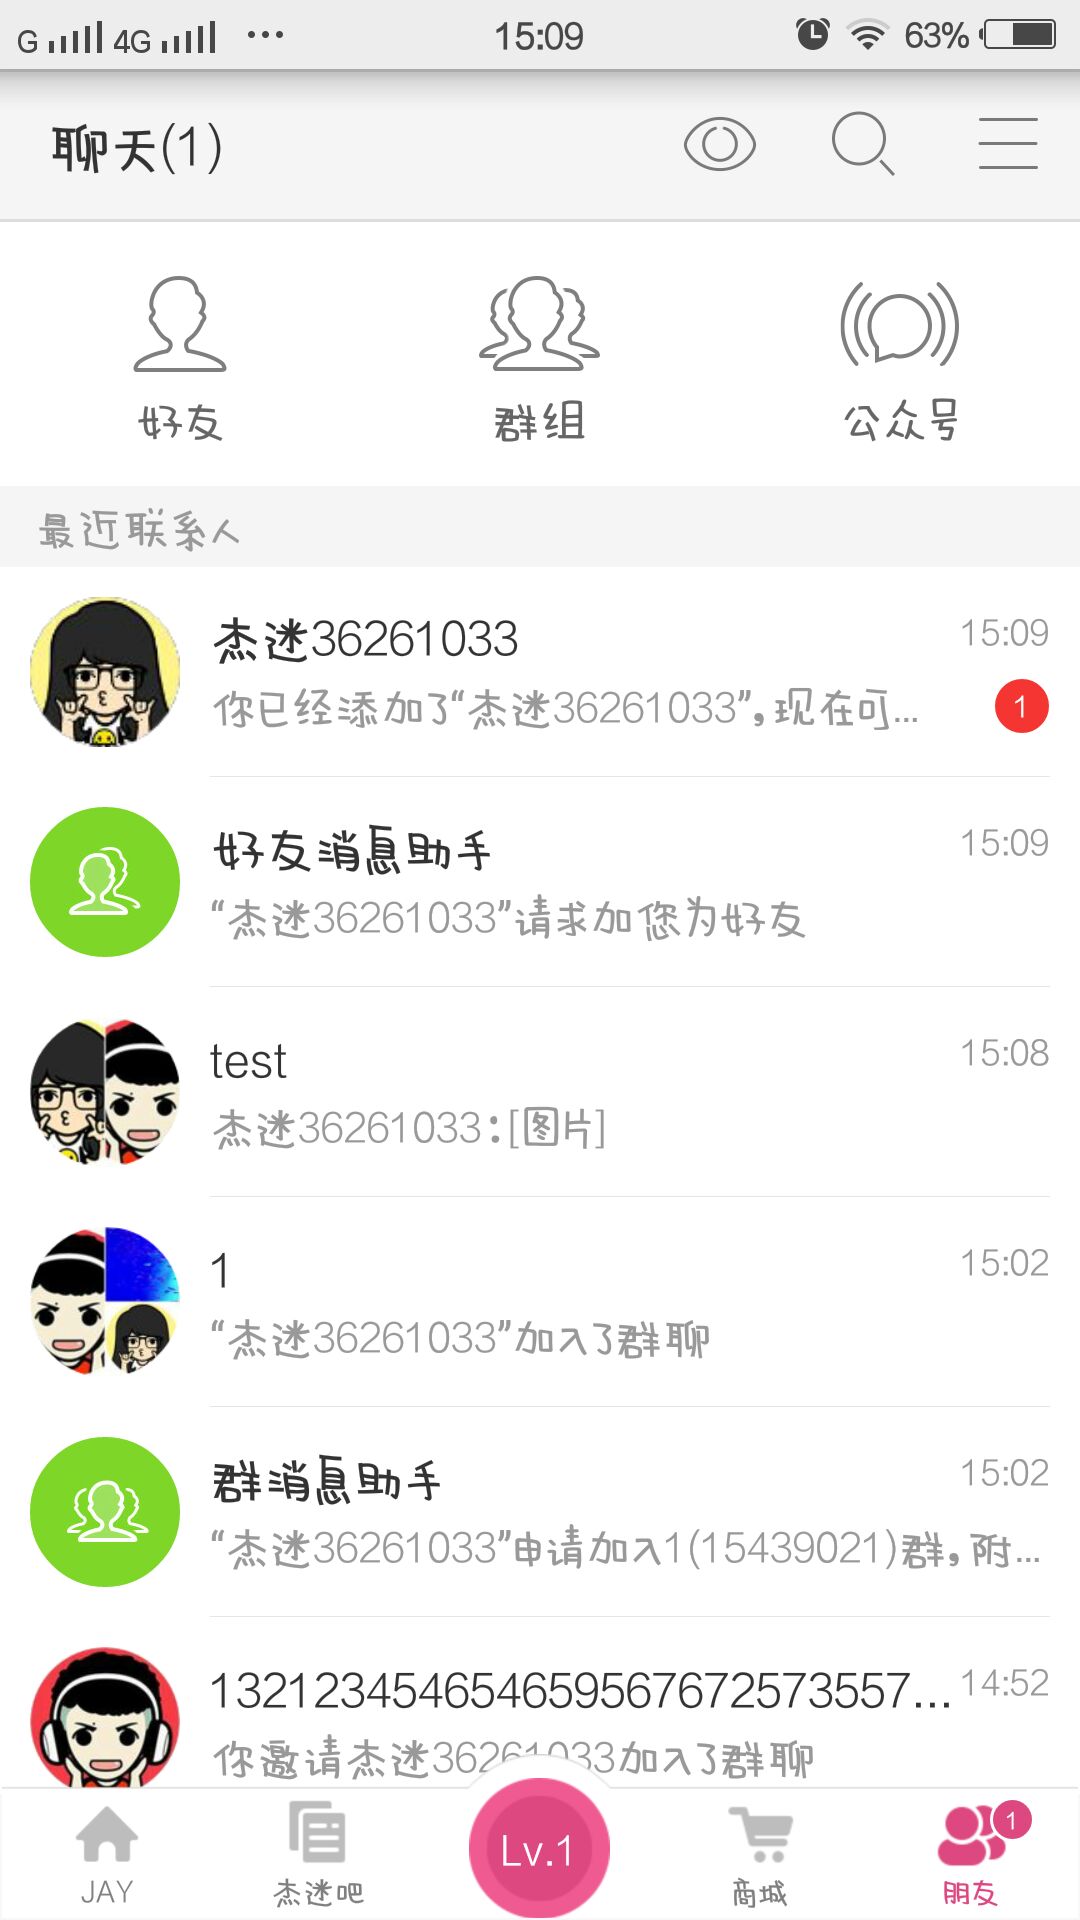 G 4G ... 15:09 63%
聊天(1)
好友 群组 公众号
最近联系人
杰迷36261033 15:09
你已经添加了“杰迷36261033”,现在可... 1
好友消息助手 15:09
“杰迷36261033”请求加您为好友
test 15:08
杰迷36261033:[图片]
1 15:02
“杰迷36261033”加入了群聊
群消息助手 15:02
“杰迷36261033”申请加入1(15439021)群,附...
132123454654659567672573557... 14:52
你邀请杰迷36261033加入了群聊
JAY 杰迷吧 Lv.1 商城 朋友 1